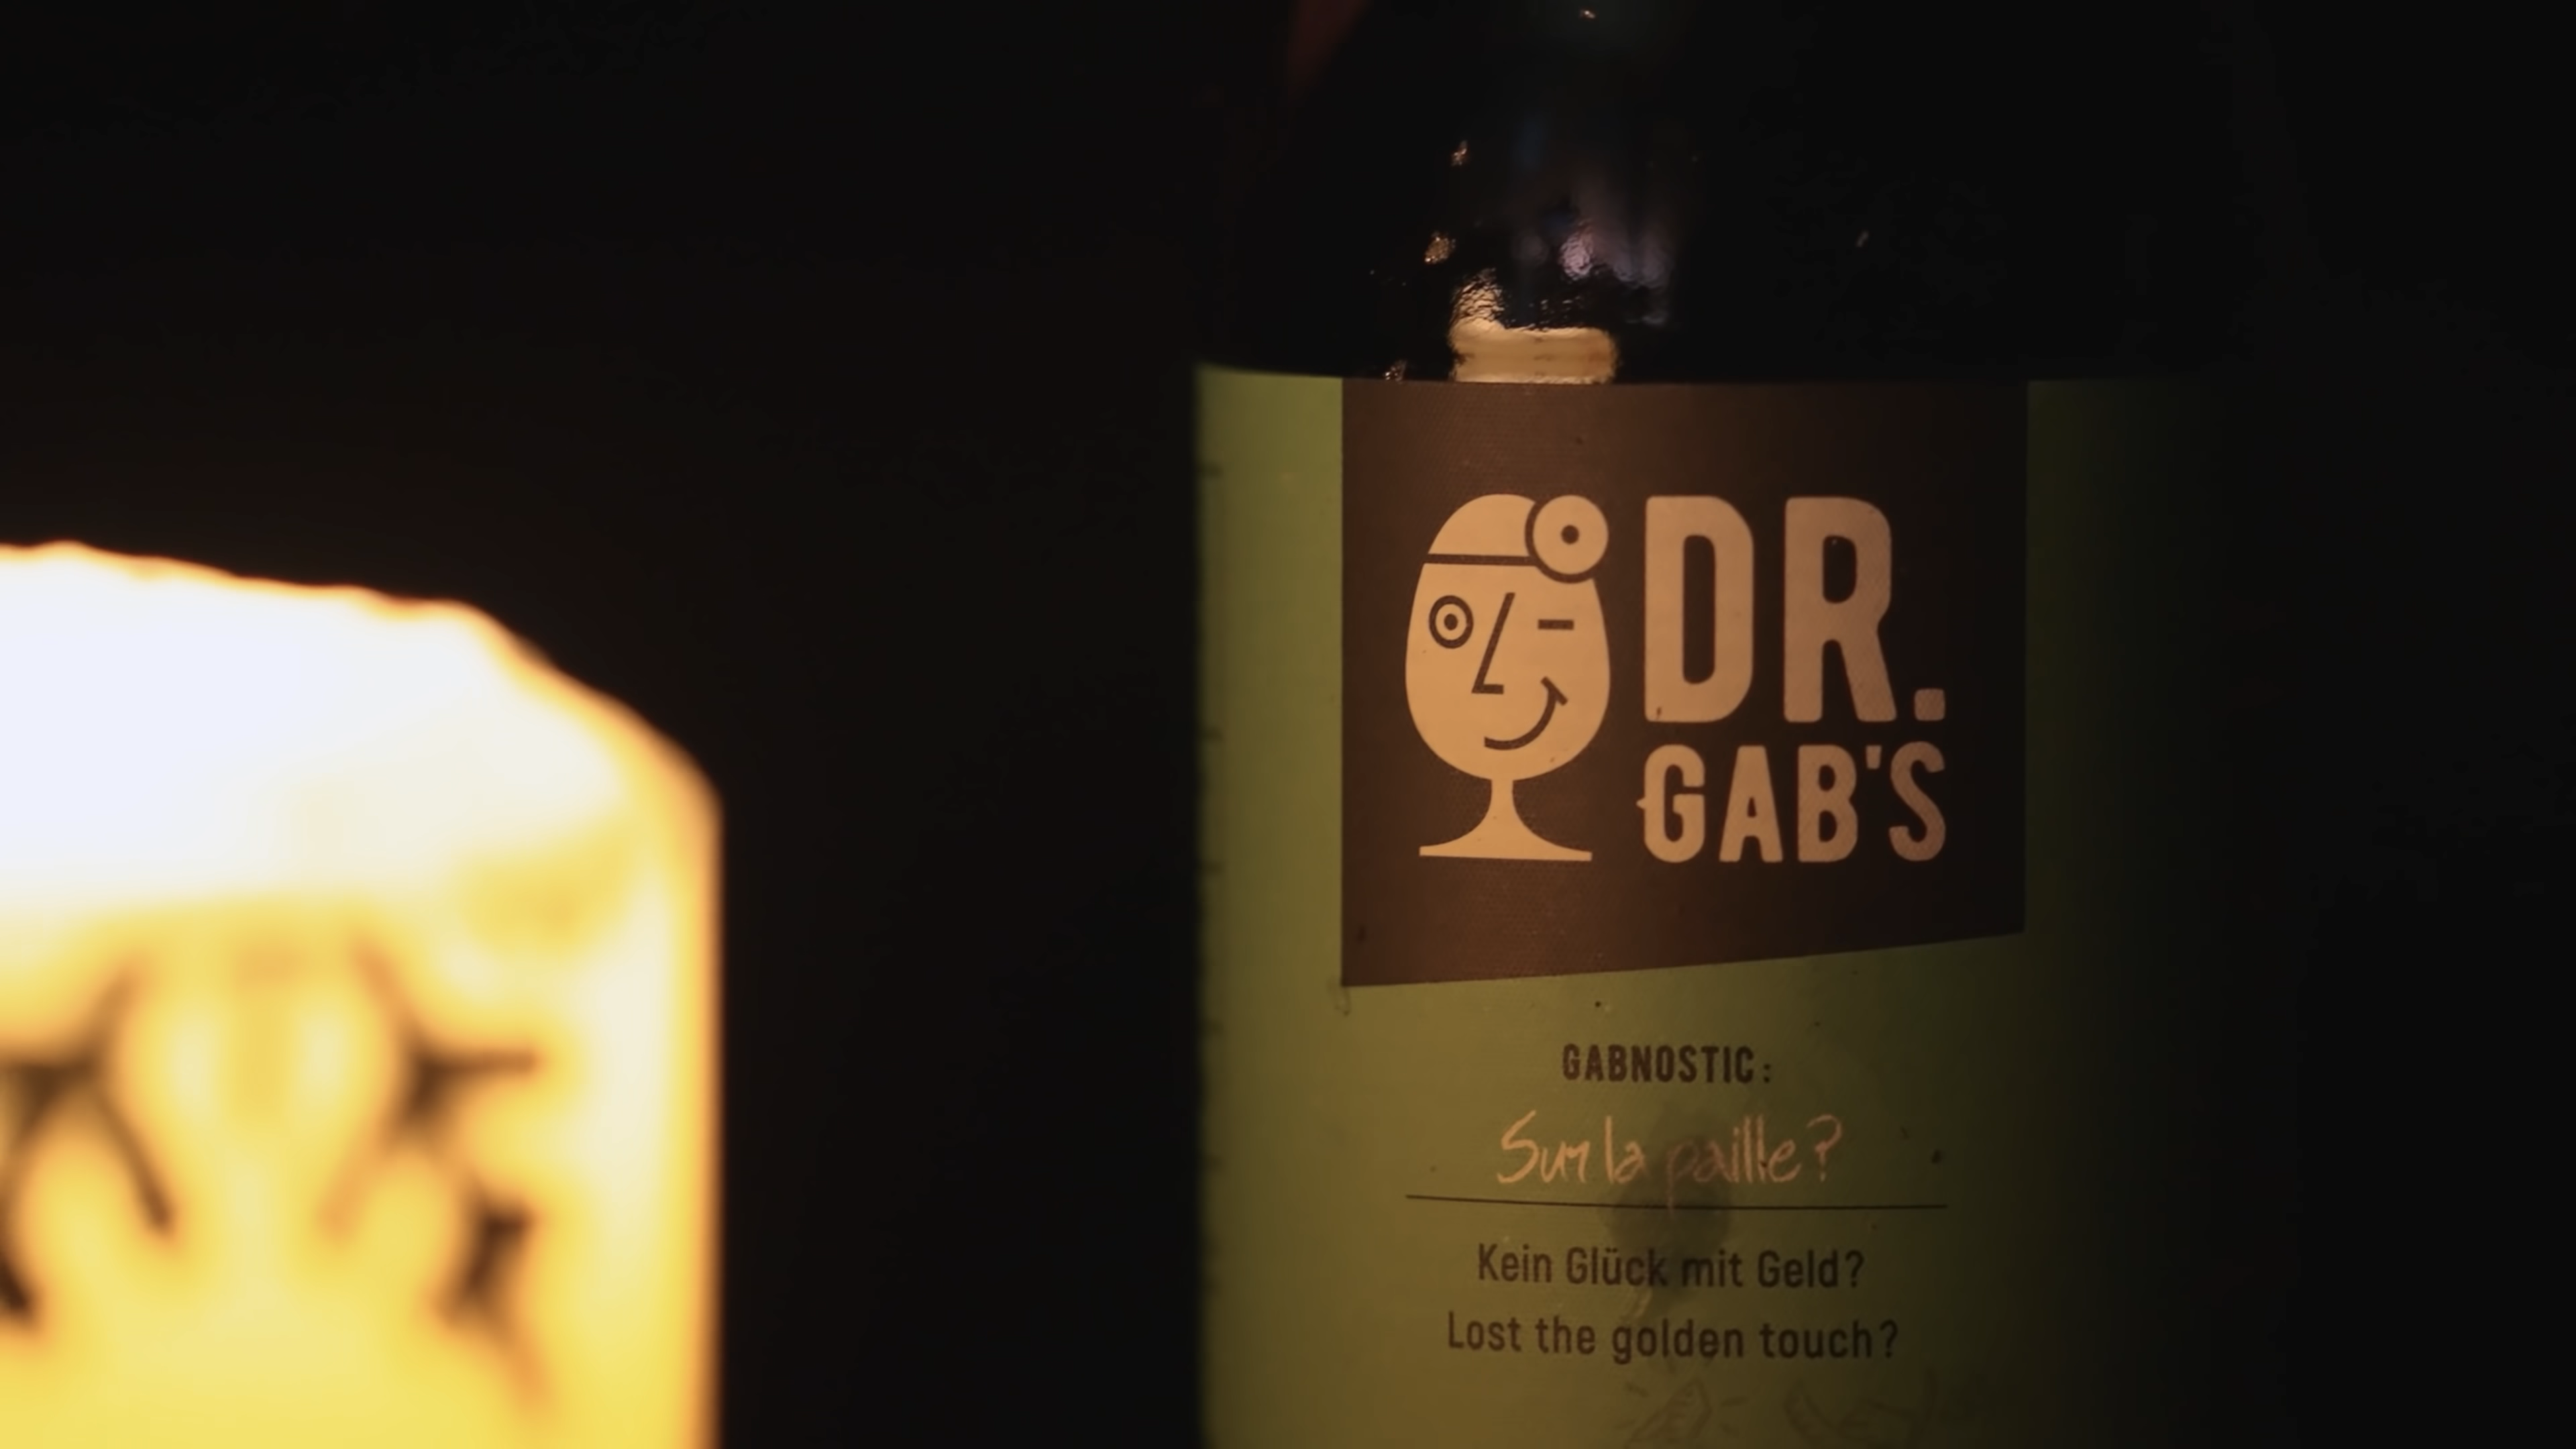 DR.
GAB'S
GABNOSTIC:
Sur la paille?
Kein Glück mit Geld?
Lost the golden touch?